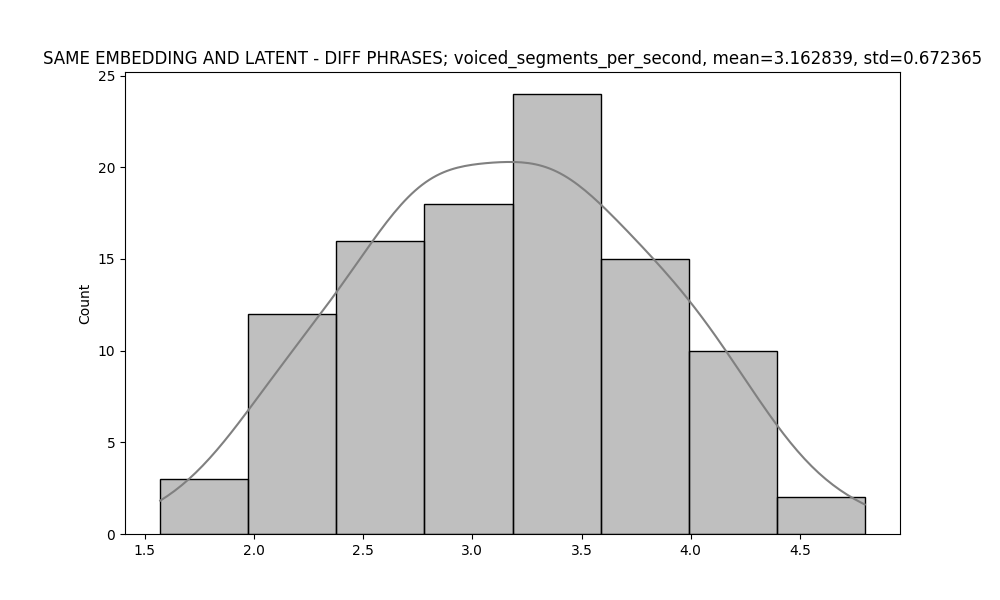 SAME EMBEDDING AND LATENT - DIFF PHRASES; voiced_segments_per_second, mean=3.162839, std=0.672365
25
20
15
10
5
0
Count
1.5 2.0 2.5 3.0 3.5 4.0 4.5